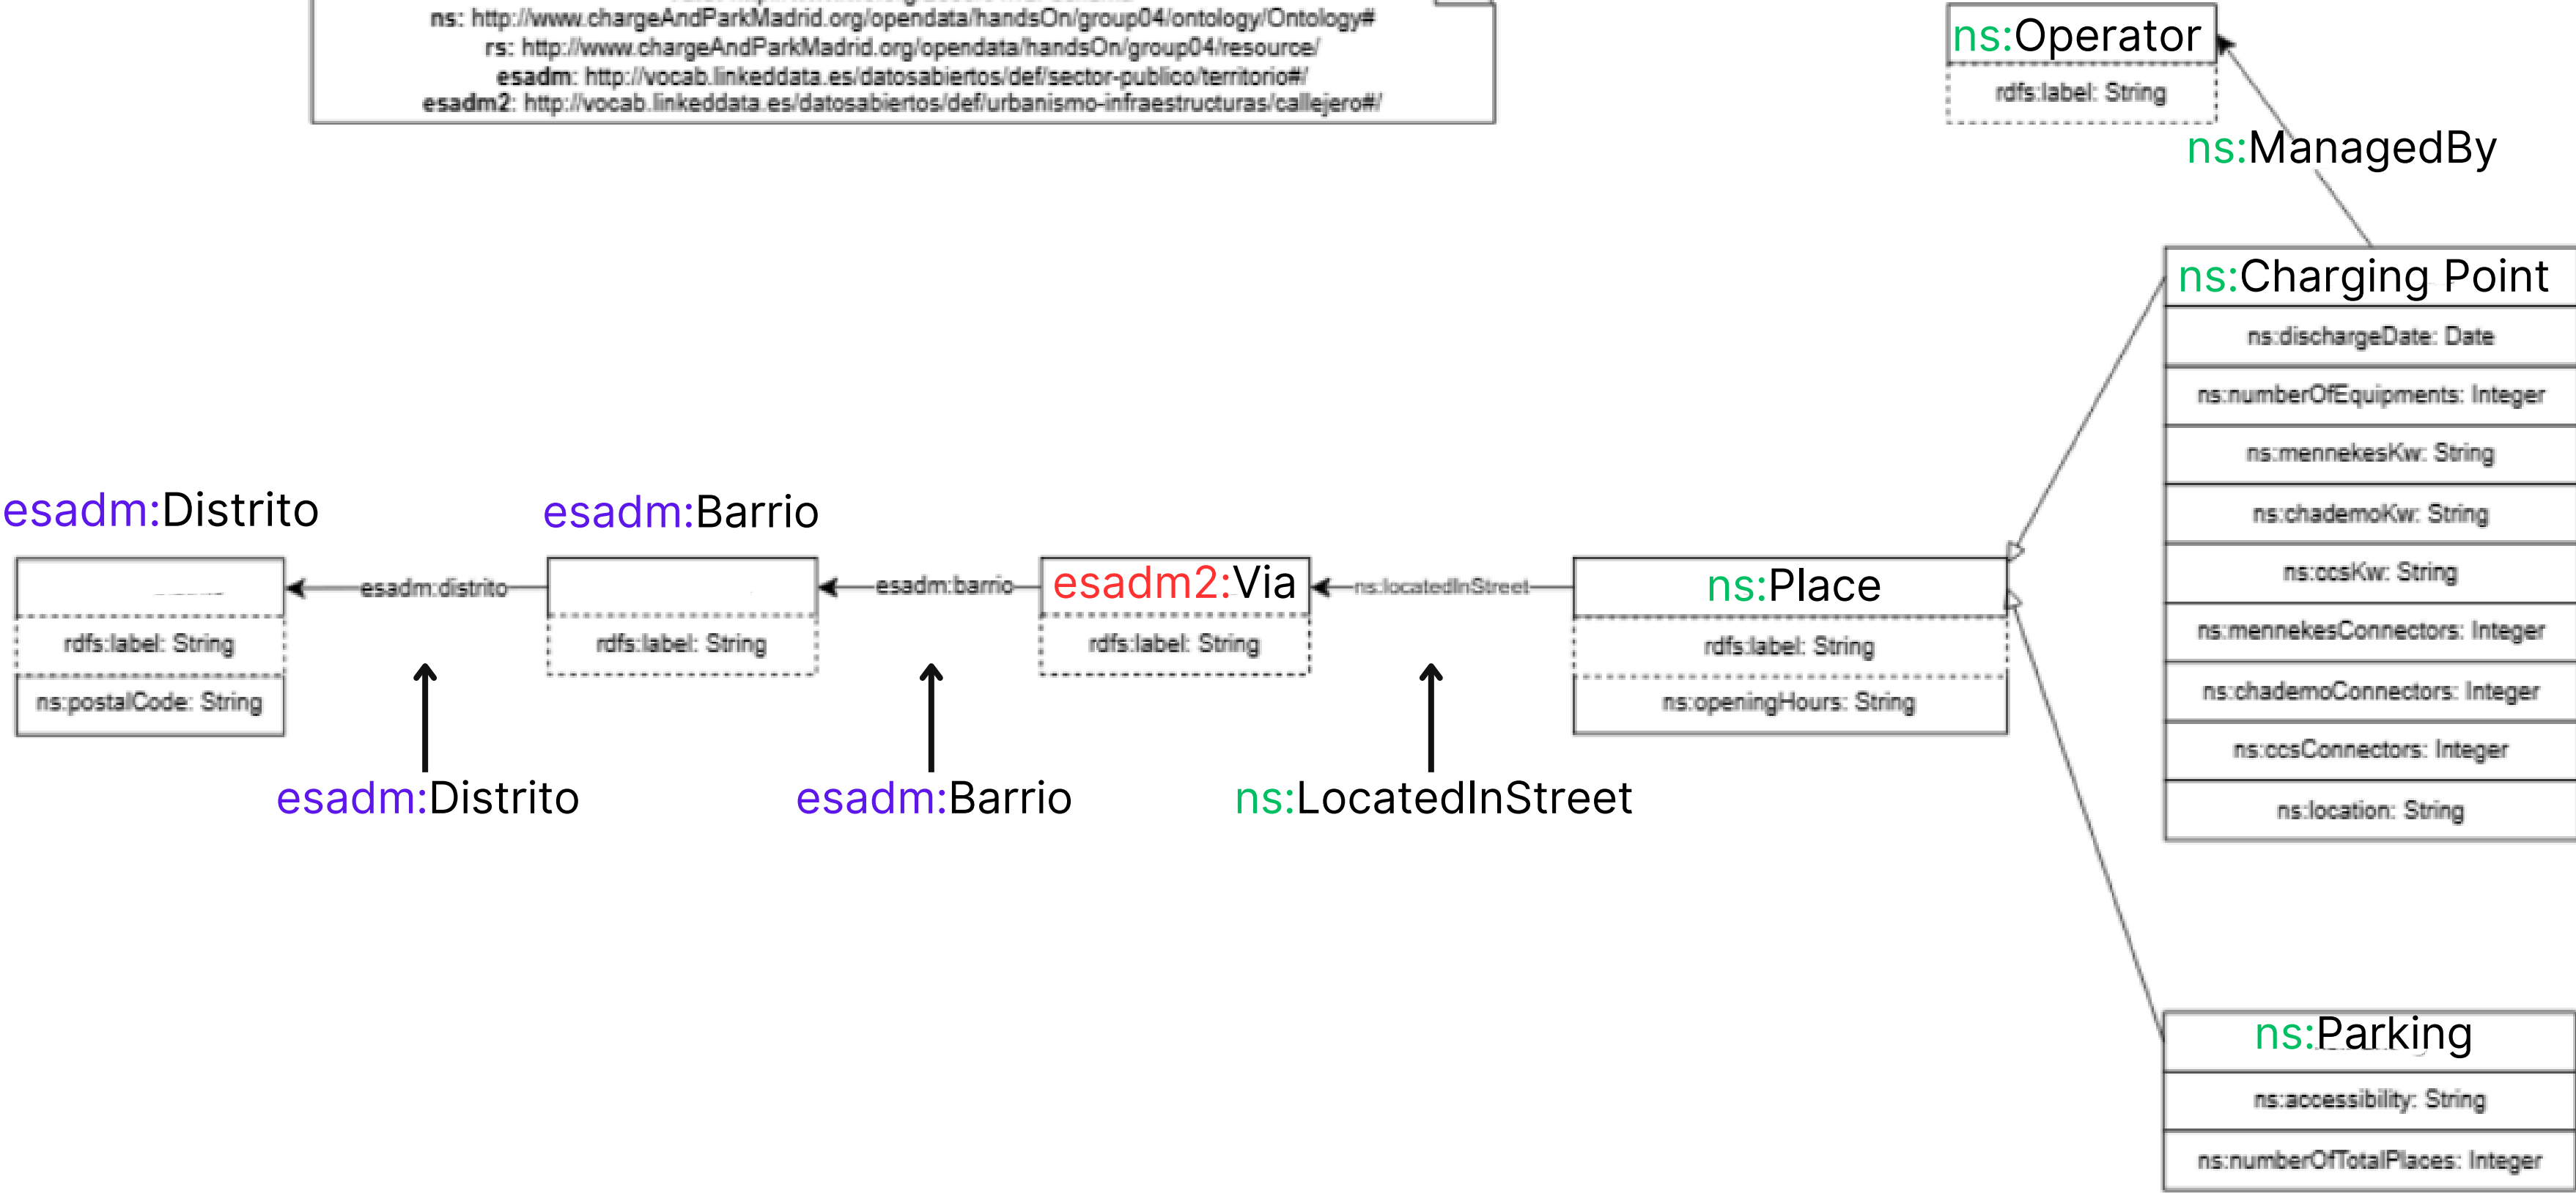 ns: http://www.chargeAndParkMadrid.org/opendata/handsOn/group04/ontology/Ontology#
rs: http://www.chargeAndParkMadrid.org/opendata/handsOn/group04/resource/
esadm: http://vocab.linkeddata.es/datosabiertos/def/sector-publico/territorio#/
esadm2: http://vocab.linkeddata.es/datosabiertos/def/urbanismo-infraestructuras/callejero#/
ns:Operator
rdfs:label: String
ns:ManagedBy
ns:Charging Point
ns:dischargeDate: Date
ns:numberOfEquipments: Integer
ns:mennekesKw: String
ns:chademoKw: String
ns:ccsKw: String
ns:mennekesConnectors: Integer
ns:chademoConnectors: Integer
ns:ccsConnectors: Integer
ns:location: String
esadm:Distrito
rdfs:label: String
ns:postalCode: String
esadm:distrito
esadm:Distrito
esadm:Barrio
rdfs:label: String
esadm:barrio
esadm:Barrio
esadm2:Via
rdfs:label: String
ns:locatedInStreet
ns:LocatedInStreet
ns:Place
rdfs:label: String
ns:openingHours: String
ns:Parking
ns:accessibility: String
ns:numberOfTotalPlaces: Integer